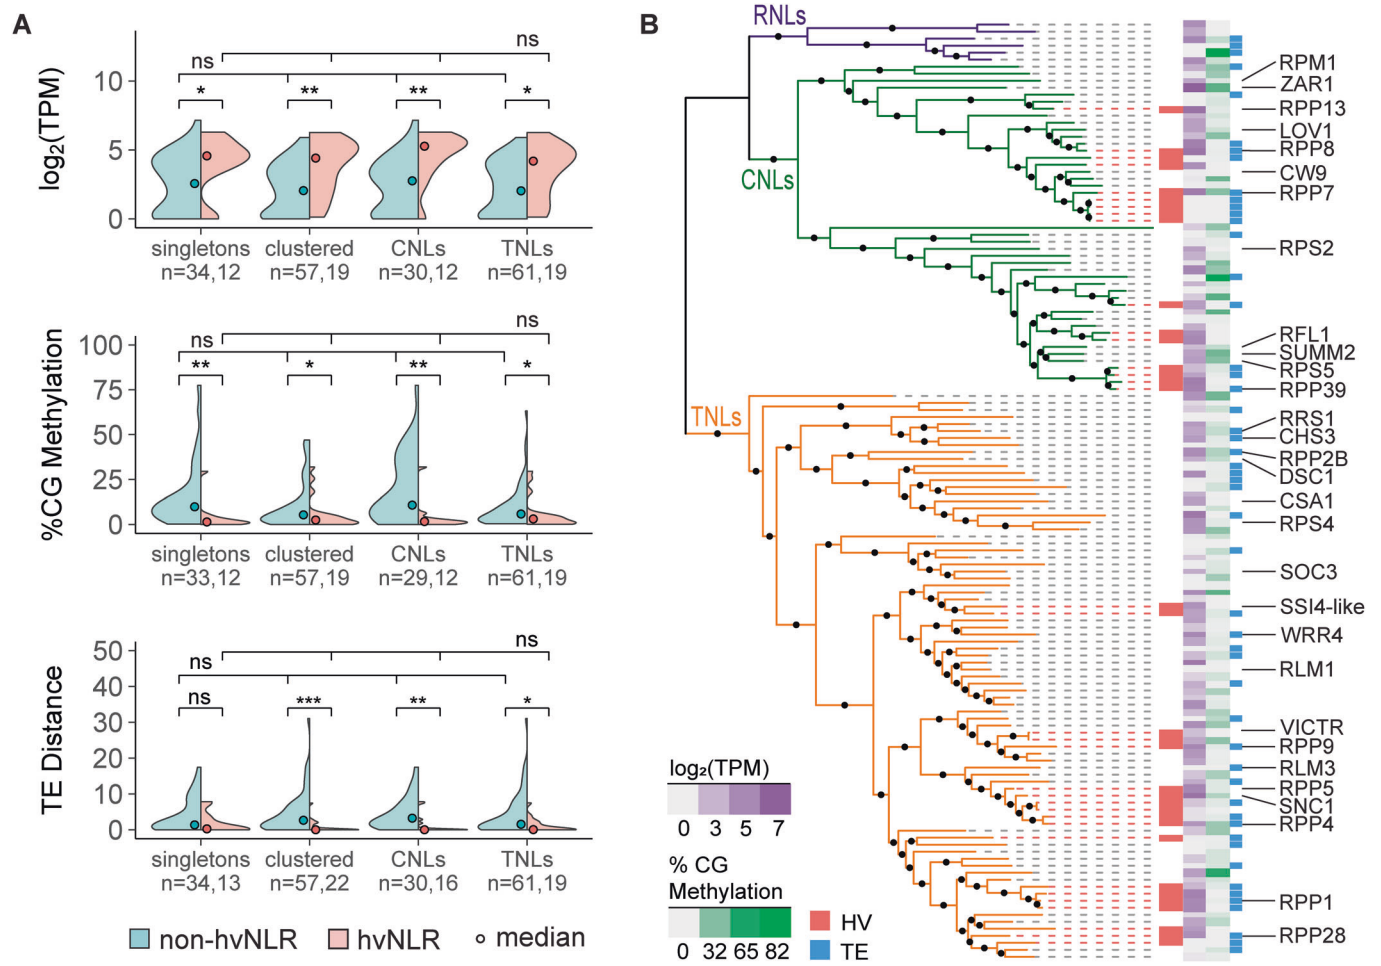 A
log₂(TPM)
10
5
0
ns
ns
*
**
**
*
singletons
clustered
CNLs
TNLs
n=34,12
n=57,19
n=30,12
n=61,19
%CG Methylation
100
75
50
25
0
ns
ns
**
*
**
*
singletons
clustered
CNLs
TNLs
n=33,12
n=57,19
n=29,12
n=61,19
TE Distance
50
40
30
20
10
0
ns
ns
ns
***
**
*
singletons
clustered
CNLs
TNLs
n=34,13
n=57,22
n=30,16
n=61,19
non-hvNLR
hvNLR
median
B
RNLs
CNLs
TNLs
RPM1
ZAR1
RPP13
LOV1
RPP8
CW9
RPP7
RPS2
RFL1
SUMM2
RPS5
RPP39
RRS1
CHS3
RPP2B
DSC1
CSA1
RPS4
SOC3
SSI4-like
WRR4
RLM1
VICTR
RPP9
RLM3
RPP5
SNC1
RPP4
RPP1
RPP28
log₂(TPM)
0 3 5 7
% CG
Methylation
0 32 65 82
HV
TE